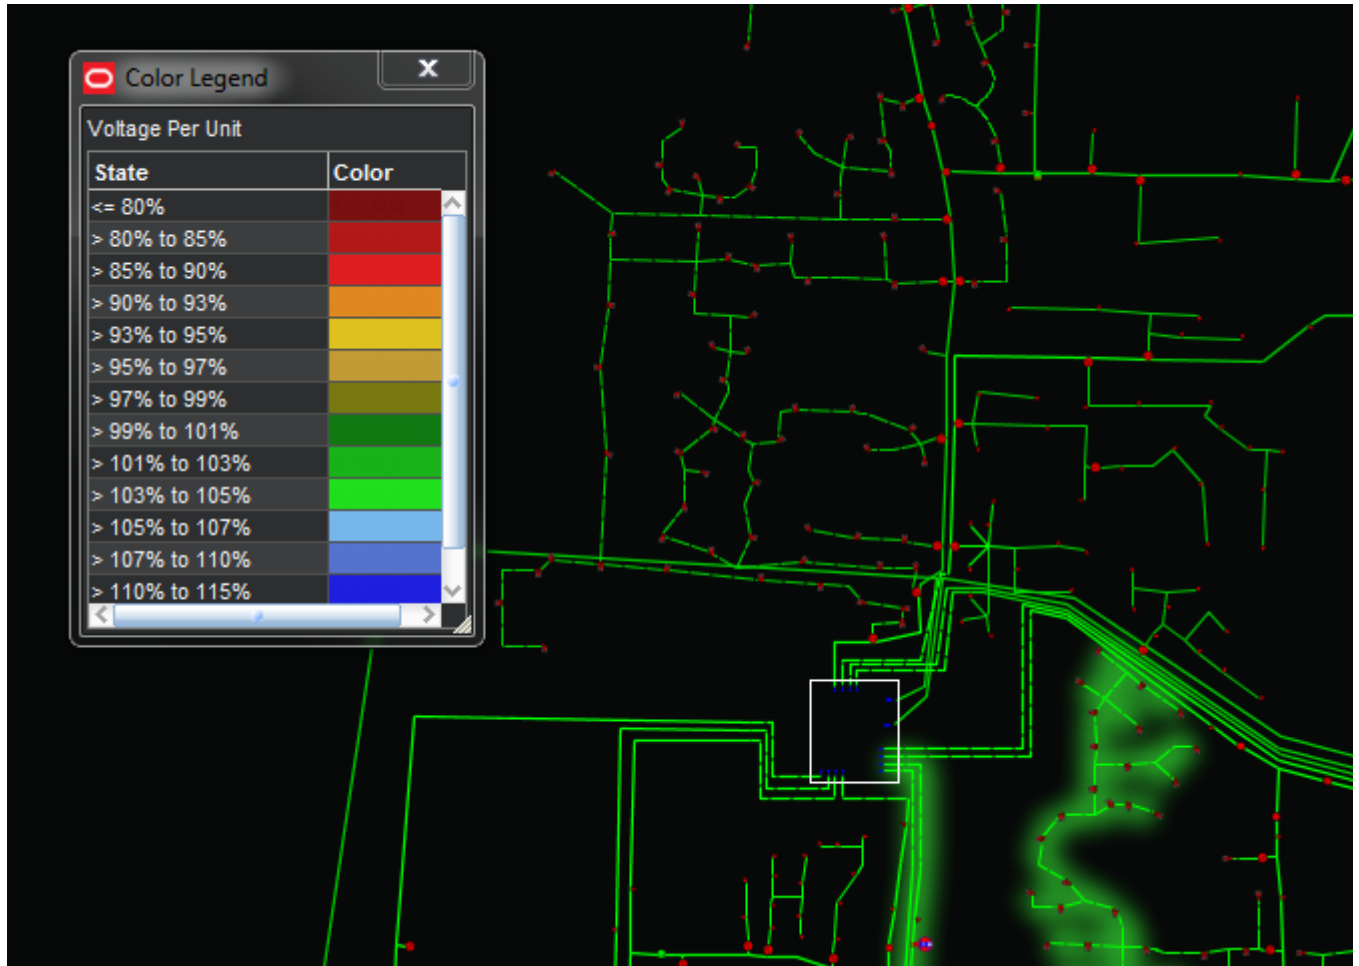 Color Legend
Voltage Per Unit
State Color
<= 80%
> 80% to 85%
> 85% to 90%
> 90% to 93%
> 93% to 95%
> 95% to 97%
> 97% to 99%
> 99% to 101%
> 101% to 103%
> 103% to 105%
> 105% to 107%
> 107% to 110%
> 110% to 115%